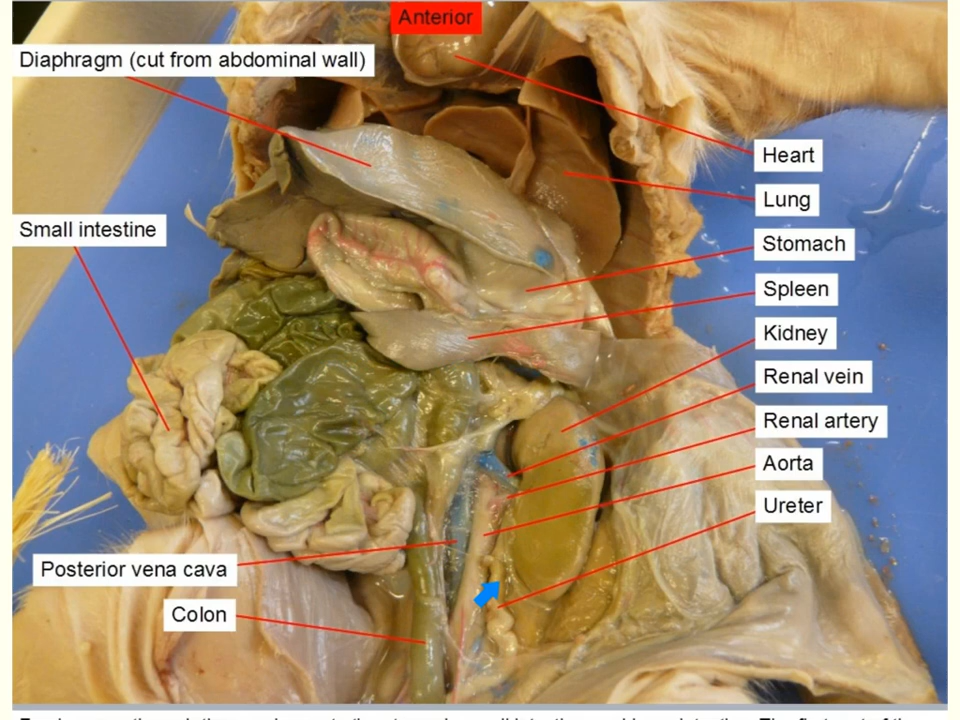 Anterior
Diaphragm (cut from abdominal wall)
Heart
Lung
Small intestine
Stomach
Spleen
Kidney
Renal vein
Renal artery
Aorta
Ureter
Posterior vena cava
Colon